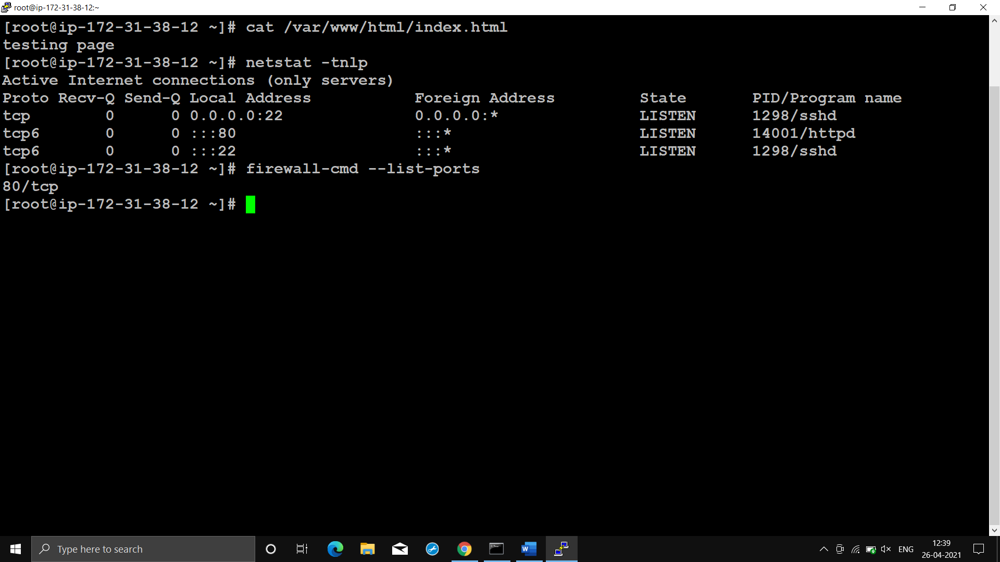 root@ip-172-31-38-12:~
[root@ip-172-31-38-12 ~]# cat /var/www/html/index.html
testing page
[root@ip-172-31-38-12 ~]# netstat -tnlp
Active Internet connections (only servers)
Proto Recv-Q Send-Q Local Address           Foreign Address         State       PID/Program name
tcp        0      0 0.0.0.0:22              0.0.0.0:*               LISTEN      1298/sshd
tcp6       0      0 :::80                   :::*                    LISTEN      14001/httpd
tcp6       0      0 :::22                   :::*                    LISTEN      1298/sshd
[root@ip-172-31-38-12 ~]# firewall-cmd --list-ports
80/tcp
[root@ip-172-31-38-12 ~]#
Type here to search
W
ENG
12:39
26-04-2021